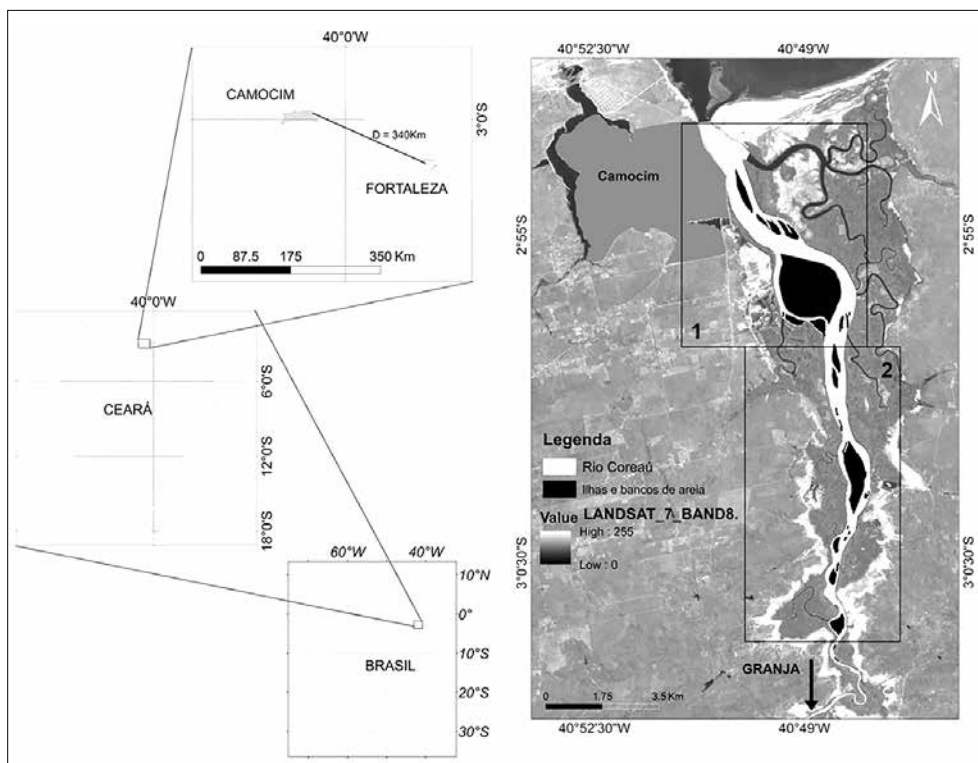 40°0'W
CAMOCIM
D = 340Km
FORTALEZA
3°0'S
0 87.5 175 350 Km
40°0'W
CEARÁ
6°0'S
12°0'S
18°0'S
60°W 40°W
10°N
0°
10°S
20°S
30°S
BRASIL
40°52'30"W 40°49'W
N
Camocim
2°55'S
2°55'S
1
2
Legenda
Rio Coreaú
Ilhas e bancos de areia
Value LANDSAT_7\_BAND8.
High : 255
Low : 0
3°0'30"S
3°0'30"S
GRANJA
0 1.75 3.5 Km
40°52'30"W 40°49'W